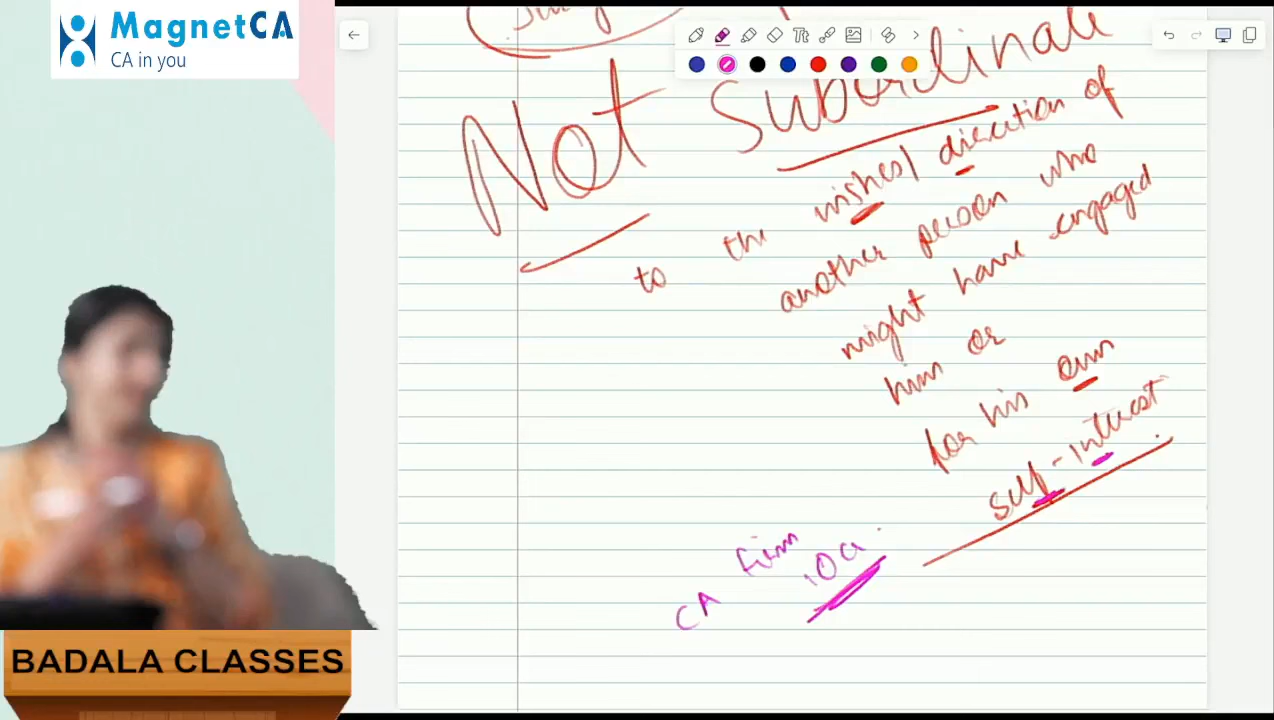 MagnetCA
CA in you
Not Subordinate
to the wishes/ direction of
another person who
might have engaged
him or
for his own
self-interest
CA firm
BADALA CLASSES